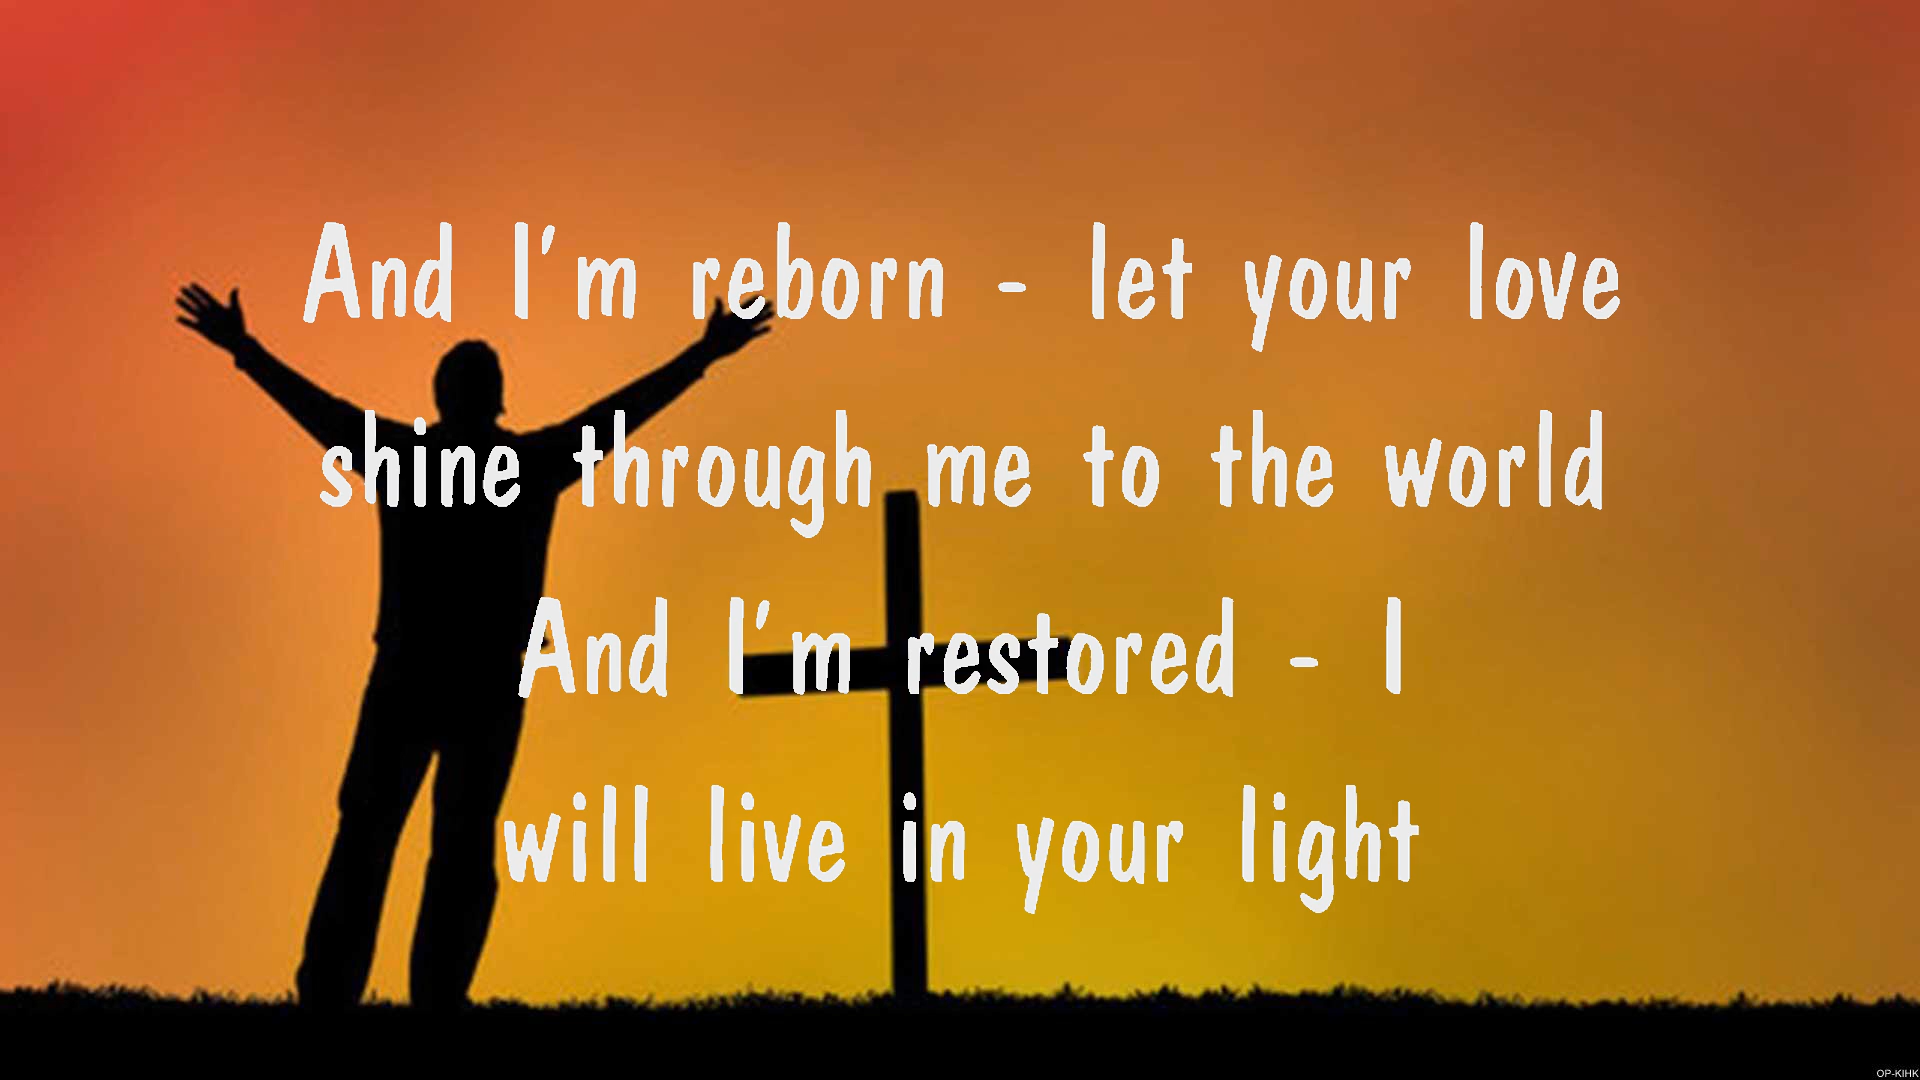 And I'm reborn - let your love
shine through me to the world
And I'm restored - I
will live in your light
OP-KIHK